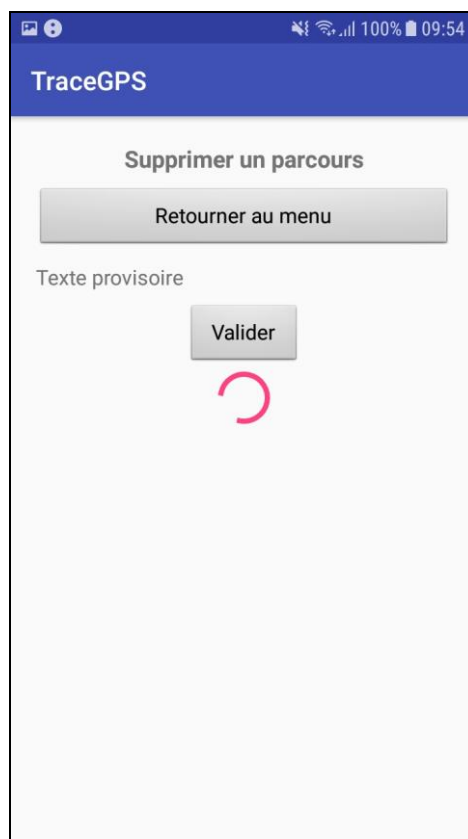 100% 09:54
TraceGPS
Supprimer un parcours
Retourner au menu
Texte provisoire
Valider